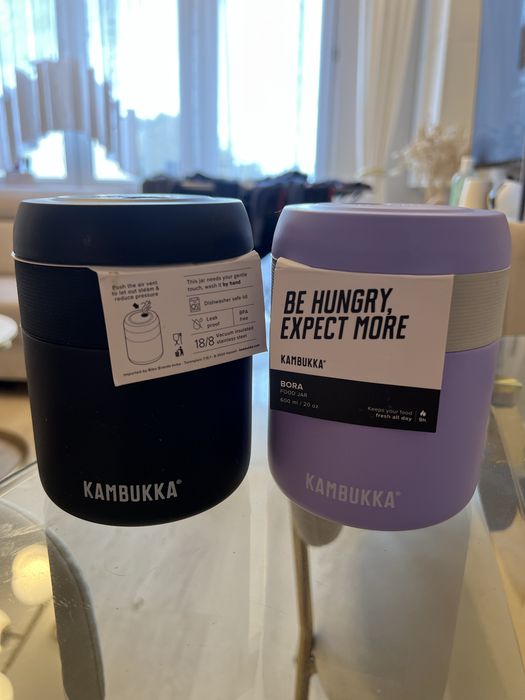 Push the air vent
to let out steam &
reduce pressure
This jar needs your gentle
touch, wash it by hand
Dishwasher safe lid
Leak
proof
BPA
free
18/8 Vacuum insulated
stainless steel
KAMBUKKA®
BE HUNGRY,
EXPECT MORE
KAMBUKKA®
BORA
FOOD JAR
600 ml / 20 oz
Keeps your food
fresh all day
9h
KAMBUKKA®